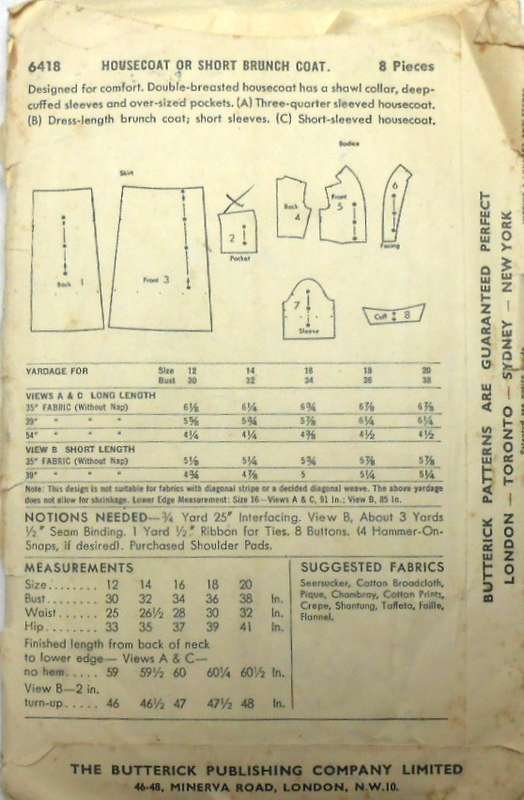 6418 HOUSECOAT OR SHORT BRUNCH COAT. 8 Pieces
Designed for comfort. Double-breasted housecoat has a shawl collar, deep-
cuffed sleeves and over-sized pockets. (A) Three-quarter sleeved housecoat.
(B) Dress-length brunch coat; short sleeves. (C) Short-sleeved housecoat.
Bodice
Skirt
Back 1
Front 3
2
Pocket
Back 4
Front 5
6
Facing
7
Sleeve
Cuff 8
YARDAGE FOR Size 12 14 16 18 20
Bust 30 32 34 36 38
VIEWS A & C LONG LENGTH
35" FABRIC (Without Nap) 6⅛ 6¼ 6¾ 6⅞ 6⅞
39" " " " 5⅝ 5¾ 5⅞ 6¼ 6¼
54" " " " 4¼ 4¼ 4⅜ 4½ 4½
VIEW B SHORT LENGTH
35" FABRIC (Without Nap) 5⅛ 5¼ 5¾ 5⅞ 5⅞
39" " " " 4¾ 4⅞ 5 5¼ 5¼
Note: This design is not suitable for fabrics with diagonal stripe or a decided diagonal weave. The above yardage
does not allow for shrinkage. Lower Edge Measurement: Size 16—Views A & C, 91 In.; View B, 85 In.
NOTIONS NEEDED—¾ Yard 25" Interfacing. View B, About 3 Yards
½" Seam Binding. 1 Yard ½" Ribbon for Ties. 8 Buttons. (4 Hammer-On-
Snaps, if desired). Purchased Shoulder Pads.
MEASUREMENTS
Size........ 12 14 16 18 20
Bust....... 30 32 34 36 38 In.
Waist...... 25 26½ 28 30 32 In.
Hip........ 33 35 37 39 41 In.
Finished length from back of neck
to lower edge— Views A & C—
no hem..... 59 59½ 60 60¼ 60½ In.
View B—2 in.
turn-up..... 46 46½ 47 47½ 48 In.
SUGGESTED FABRICS
Seersucker, Cotton Broadcloth,
Pique, Chambray, Cotton Prints,
Crepe, Shantung, Taffeta, Faille,
Flannel.
THE BUTTERICK PUBLISHING COMPANY LIMITED
46-48, MINERVA ROAD, LONDON, N.W.10.
BUTTERICK PATTERNS ARE GUARANTEED PERFECT
LONDON — TORONTO — SYDNEY — NEW YORK